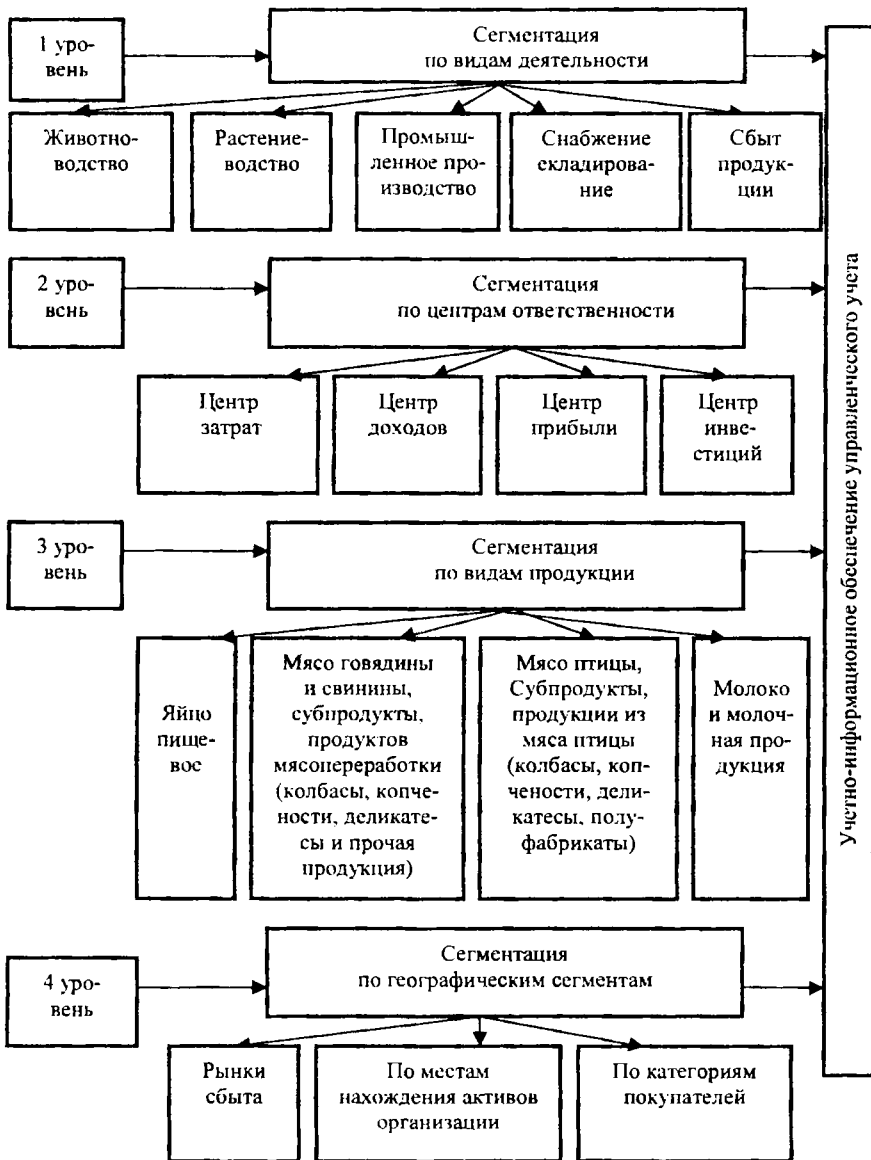 1 уро-
вень
Сегментация
по видам деятельности
Животно-
водство
Растение-
водство
Промыш-
ленное про-
изводство
Снабжение
екладирова-
ние
Сбыт
продук-
ции
2 уро-
вснь
Сегментация
по центрам ответственности
Центр
затрат
Центр
доходов
Центр
прибыли
Центр
инве-
стиций
3 уро-
вень
Сегментация
по видам продукции
Яйцо
пище-
вос
Мясо говядины
и свинины,
субпродукты,
продуктов
мясопереработки
(колбасы, копче-
ности, деликате-
сы и прочая
продукция)
Мясо птицы,
Субпродукты,
продукции из
мяса птицы
(колбасы, коп-
чености, дели-
катесы, полу-
фабрикаты)
Молоко
и молоч-
ная про-
дукция
4 уро-
вень
Сегментация
по географическим сегментам
Рынки
сбыта
По местам
нахождения активов
организации
По категориям
покупателей
Учетно-информационное обеспечение управленческого учета